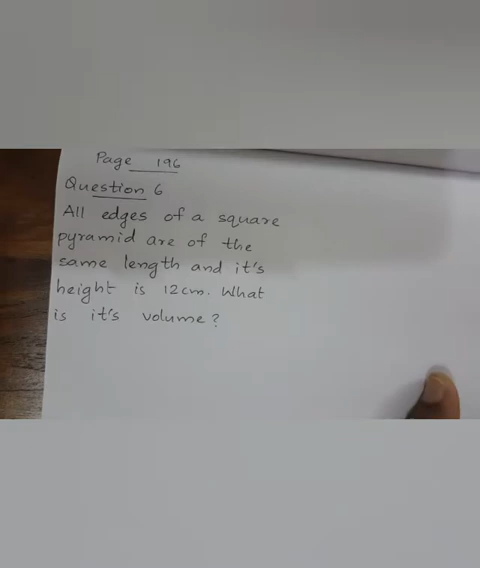 Page 196
Question 6
All edges of a square
pyramid are of the
same length and it's
height is 12cm. What
is it's volume?